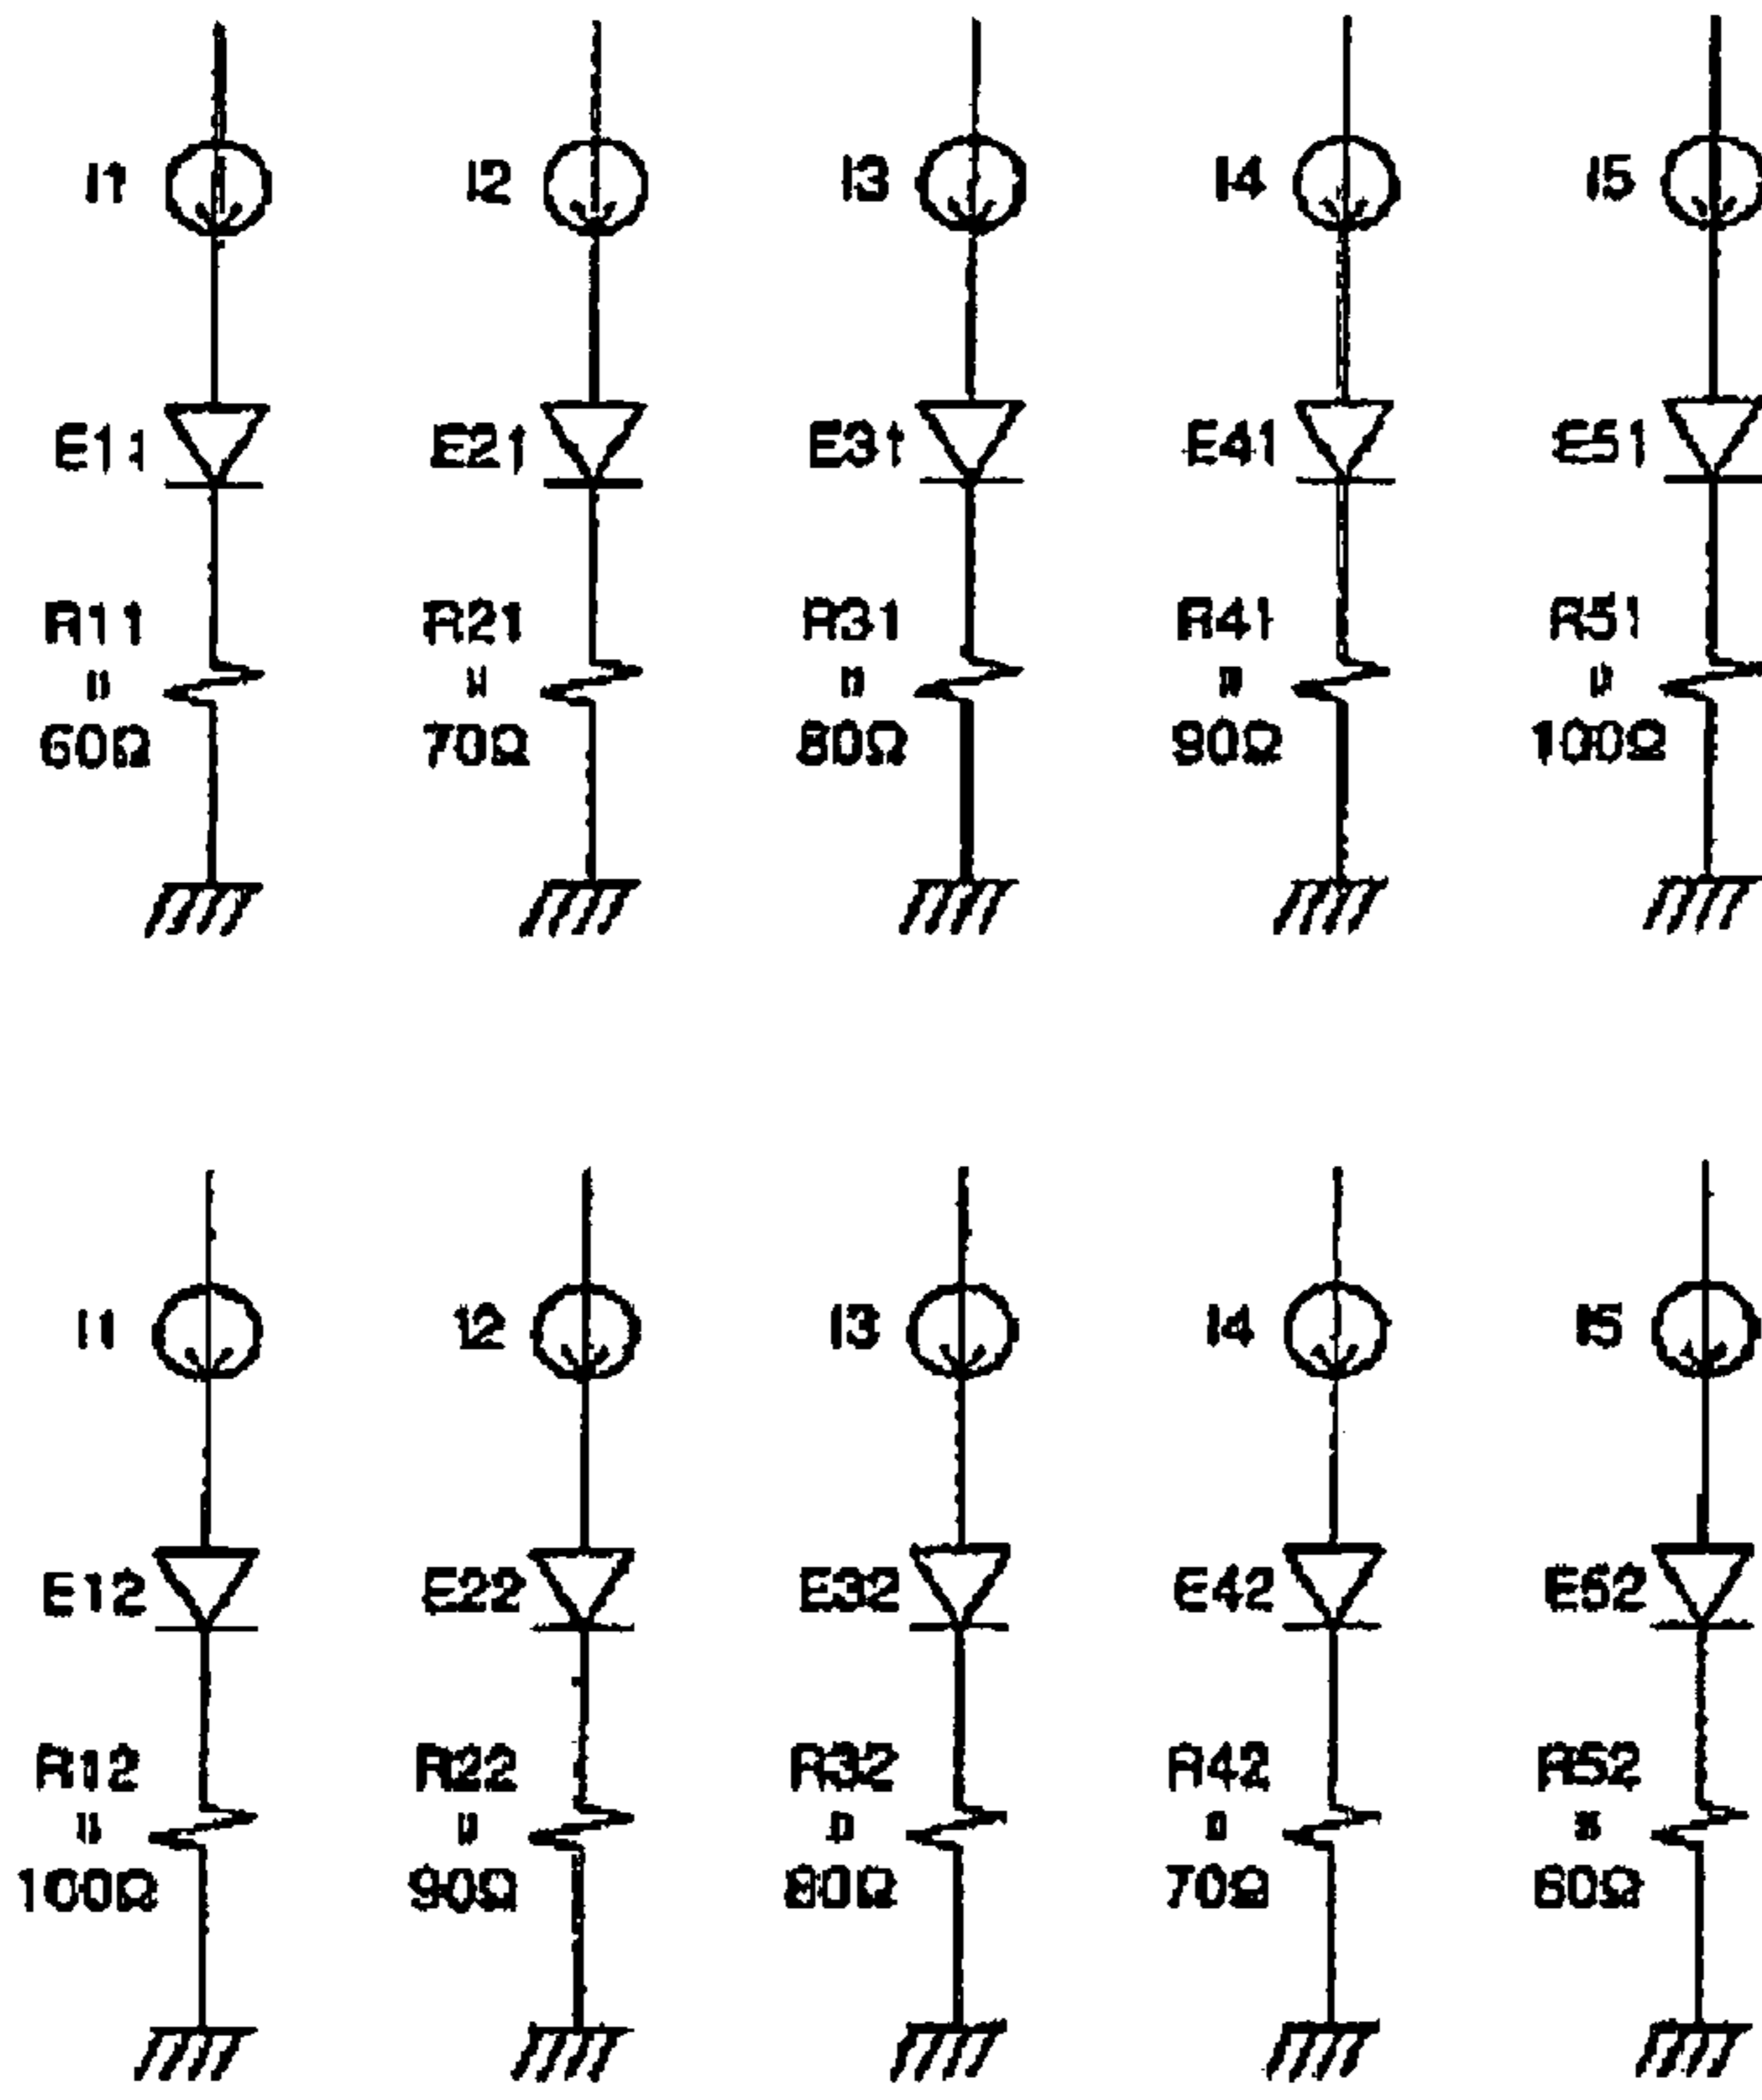 I1 I2 I3 I4 I5
E11 E21 E31 E41 E51
R11 R21 R31 R41 R51
60Ω 70Ω 80Ω 90Ω 100Ω
I1 I2 I3 I4 I5
E12 E22 E32 E42 E52
R12 R22 R32 R42 R52
100Ω 90Ω 80Ω 70Ω 60Ω